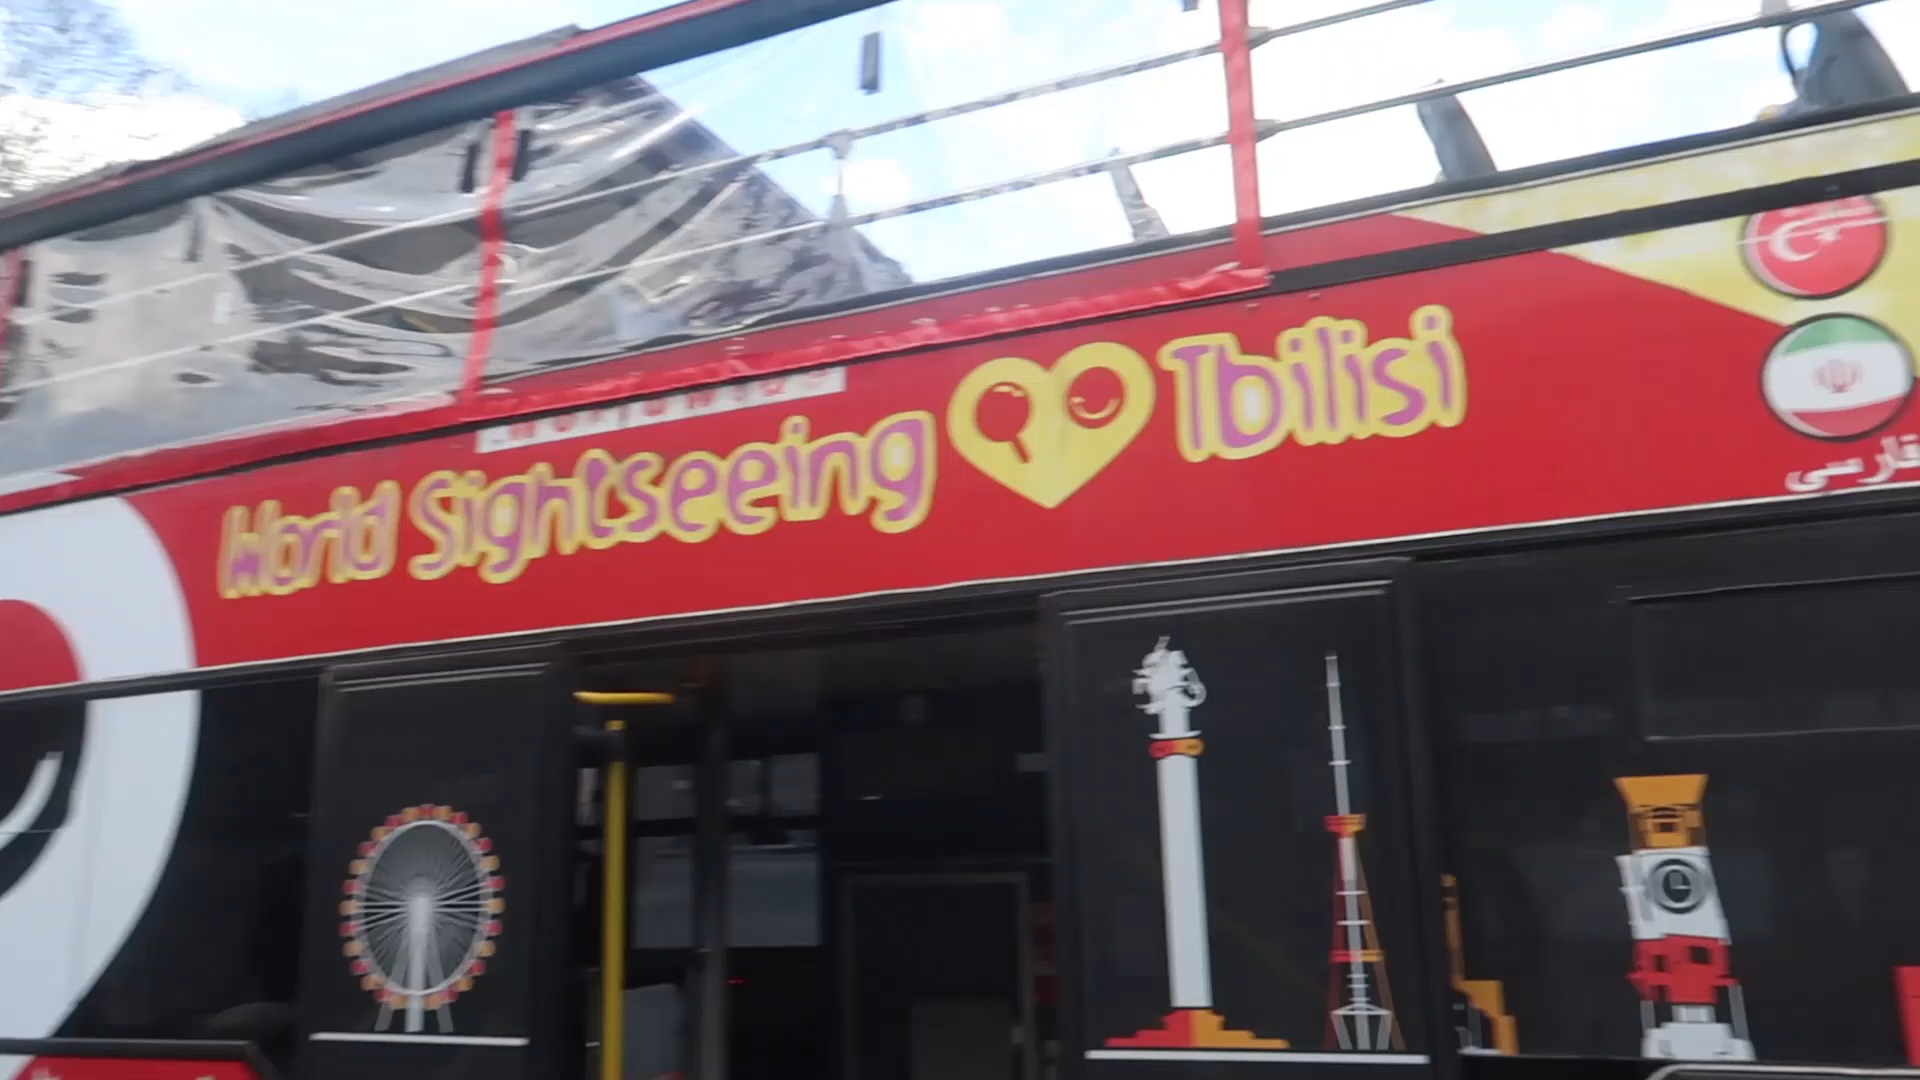 World Sightseeing Tbilisi
فارسی